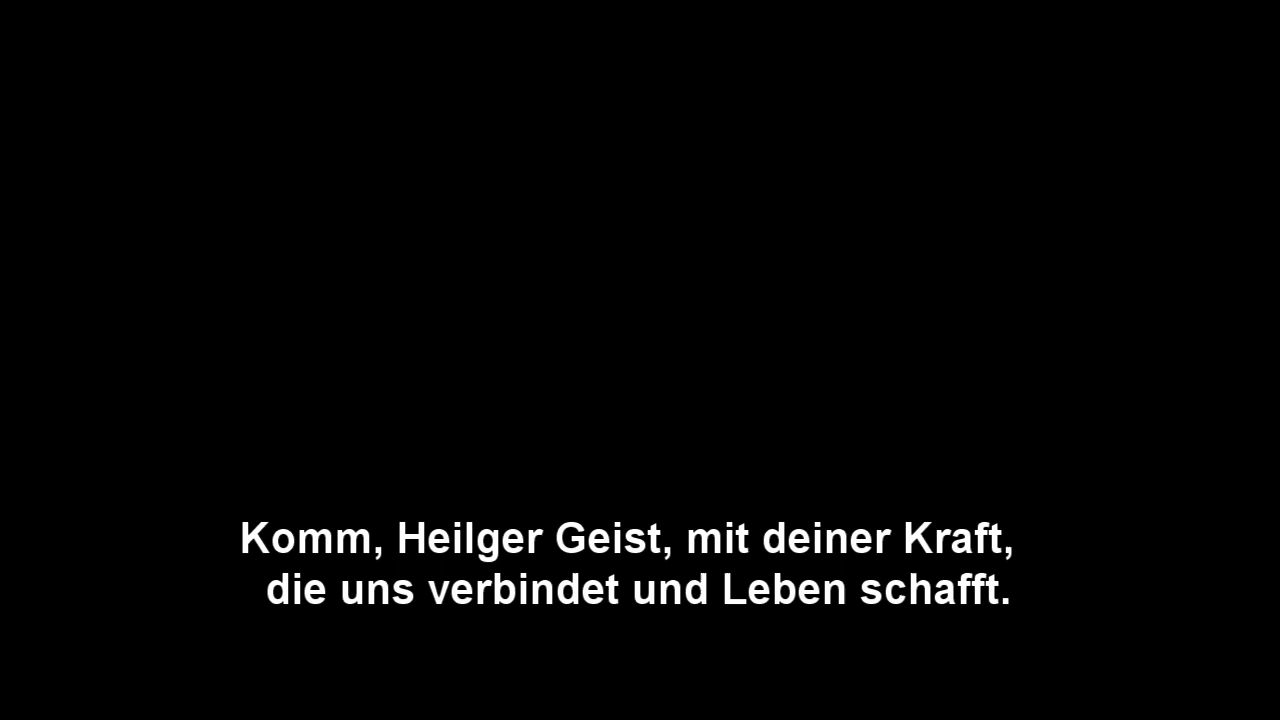 Komm, Heilger Geist, mit deiner Kraft,
die uns verbindet und Leben schafft.